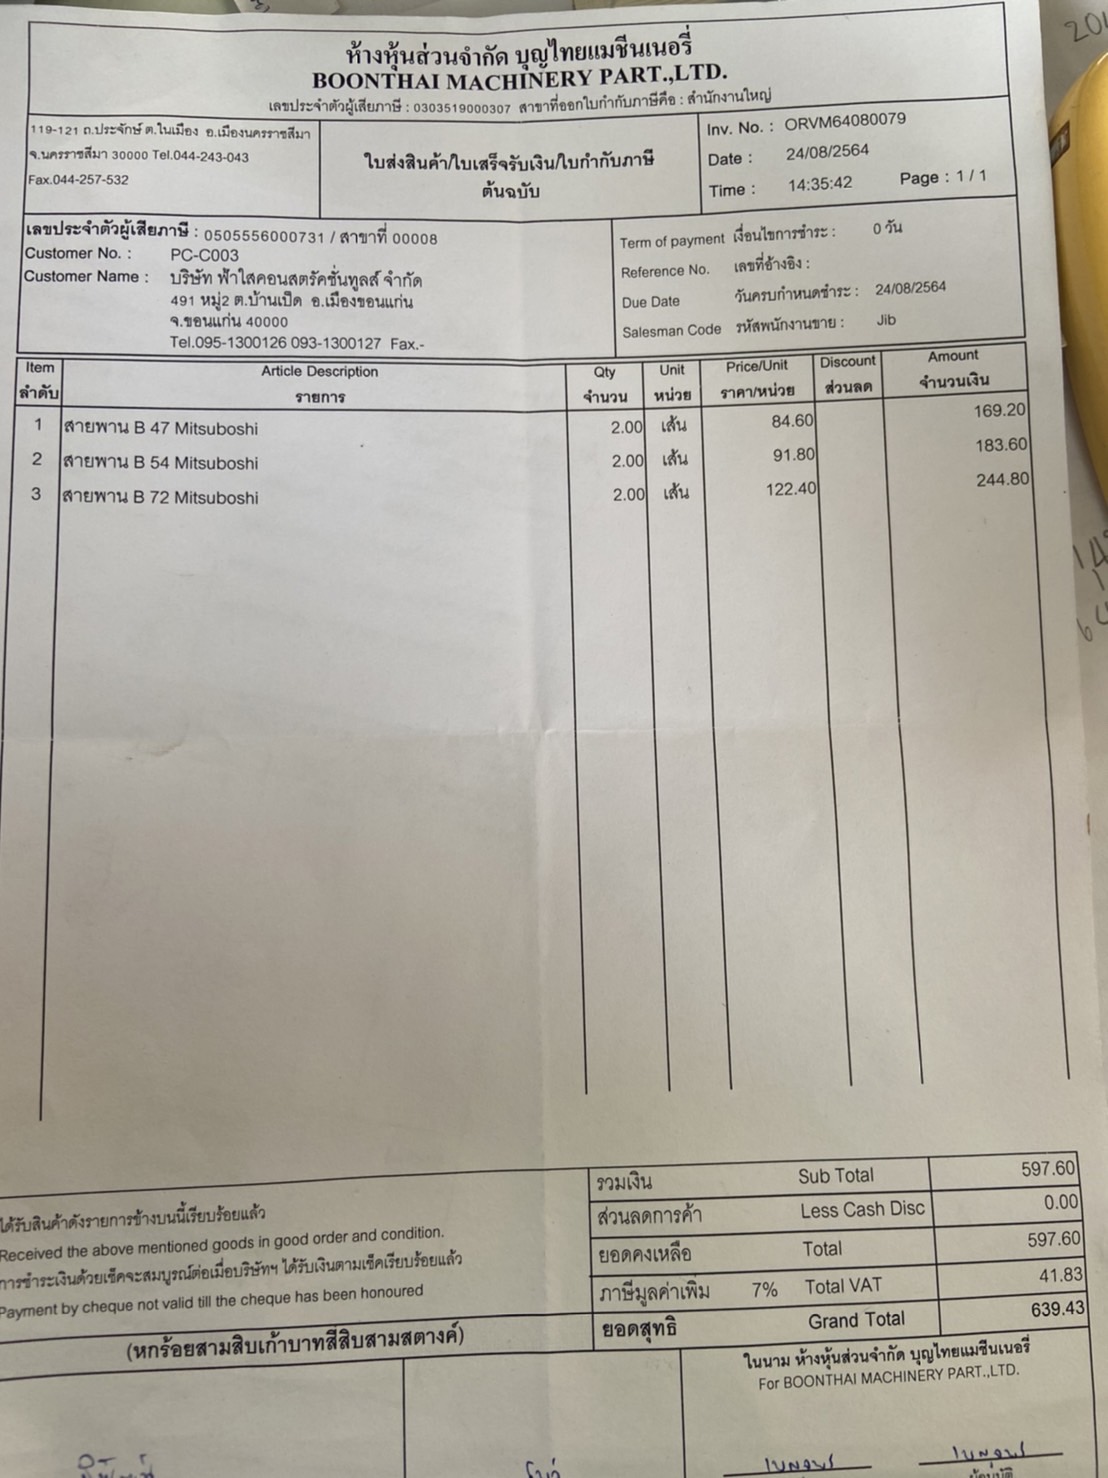 ห้างหุ้นส่วนจำกัด บุญไทยแมชีนเนอรี่
BOONTHAI MACHINERY PART.,LTD.
เลขประจำตัวผู้เสียภาษี : 0303519000307 สาขาที่ออกใบกำกับภาษีคือ : สำนักงานใหญ่
119-121 ถ.ประจักษ์ ต.ในเมือง อ.เมืองนครราชสีมา
จ.นครราชสีมา 30000 Tel.044-243-043
Fax.044-257-532
ใบส่งสินค้า/ใบเสร็จรับเงิน/ใบกำกับภาษี
ต้นฉบับ
Inv. No. : ORVM64080079
Date : 24/08/2564
Time : 14:35:42 Page : 1 / 1
เลขประจำตัวผู้เสียภาษี : 0505556000731 / สาขาที่ 00008
Customer No. : PC-C003
Customer Name : บริษัท ฟ้าใสคอนสตรัคชั่นทูลส์ จำกัด
491 หมู่2 ต.บ้านเป็ด อ.เมืองขอนแก่น
จ.ขอนแก่น 40000
Tel.095-1300126 093-1300127 Fax.-
Term of payment เงื่อนไขการชำระ : 0 วัน
Reference No. เลขที่อ้างอิง :
Due Date วันครบกำหนดชำระ : 24/08/2564
Salesman Code รหัสพนักงานขาย : Jib
Item Article Description Qty Unit Price/Unit Discount Amount
ลำดับ รายการ จำนวน หน่วย ราคา/หน่วย ส่วนลด จำนวนเงิน
1 สายพาน B 47 Mitsuboshi 2.00 เส้น 84.60 169.20
2 สายพาน B 54 Mitsuboshi 2.00 เส้น 91.80 183.60
3 สายพาน B 72 Mitsuboshi 2.00 เส้น 122.40 244.80
รวมเงิน Sub Total 597.60
ส่วนลดการค้า Less Cash Disc 0.00
ยอดคงเหลือ Total 597.60
ภาษีมูลค่าเพิ่ม 7% Total VAT 41.83
ยอดสุทธิ Grand Total 639.43
ได้รับสินค้าดังรายการข้างบนนี้เรียบร้อยแล้ว
Received the above mentioned goods in good order and condition.
การชำระเงินด้วยเช็คจะสมบูรณ์ต่อเมื่อบริษัทฯ ได้รับเงินตามเช็คเรียบร้อยแล้ว
Payment by cheque not valid till the cheque has been honoured
(หกร้อยสามสิบเก้าบาทสี่สิบสามสตางค์)
ในนาม ห้างหุ้นส่วนจำกัด บุญไทยแมชีนเนอรี่
For BOONTHAI MACHINERY PART.,LTD.